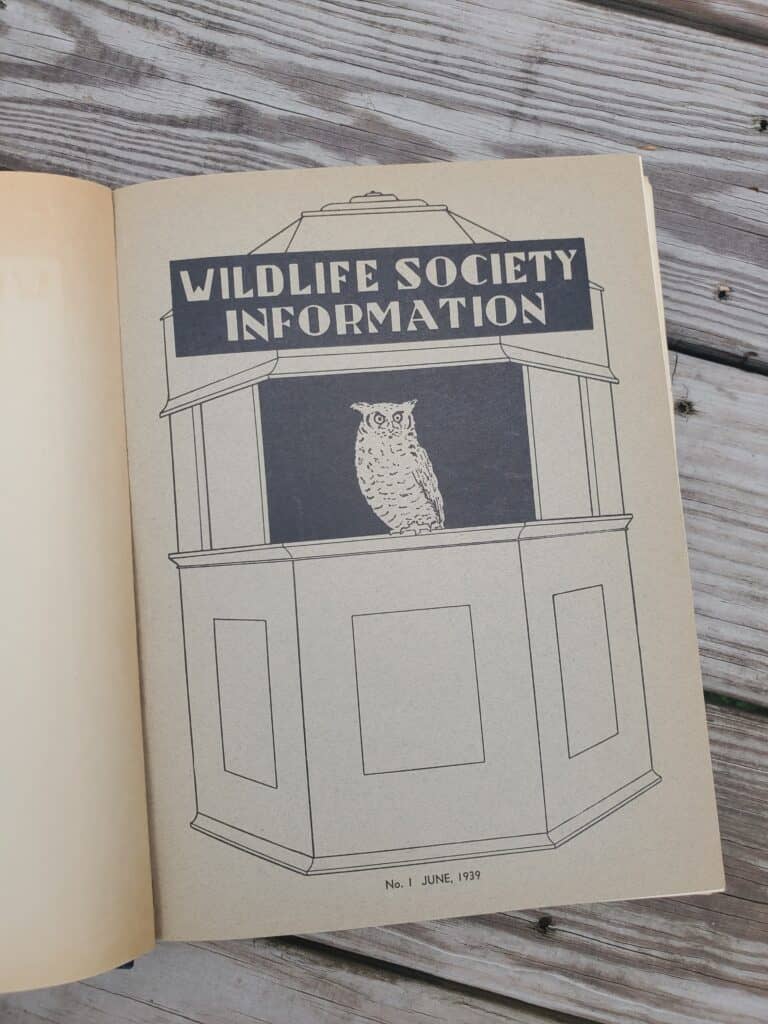 WILDLIFE SOCIETY
INFORMATION
No. 1 JUNE, 1939